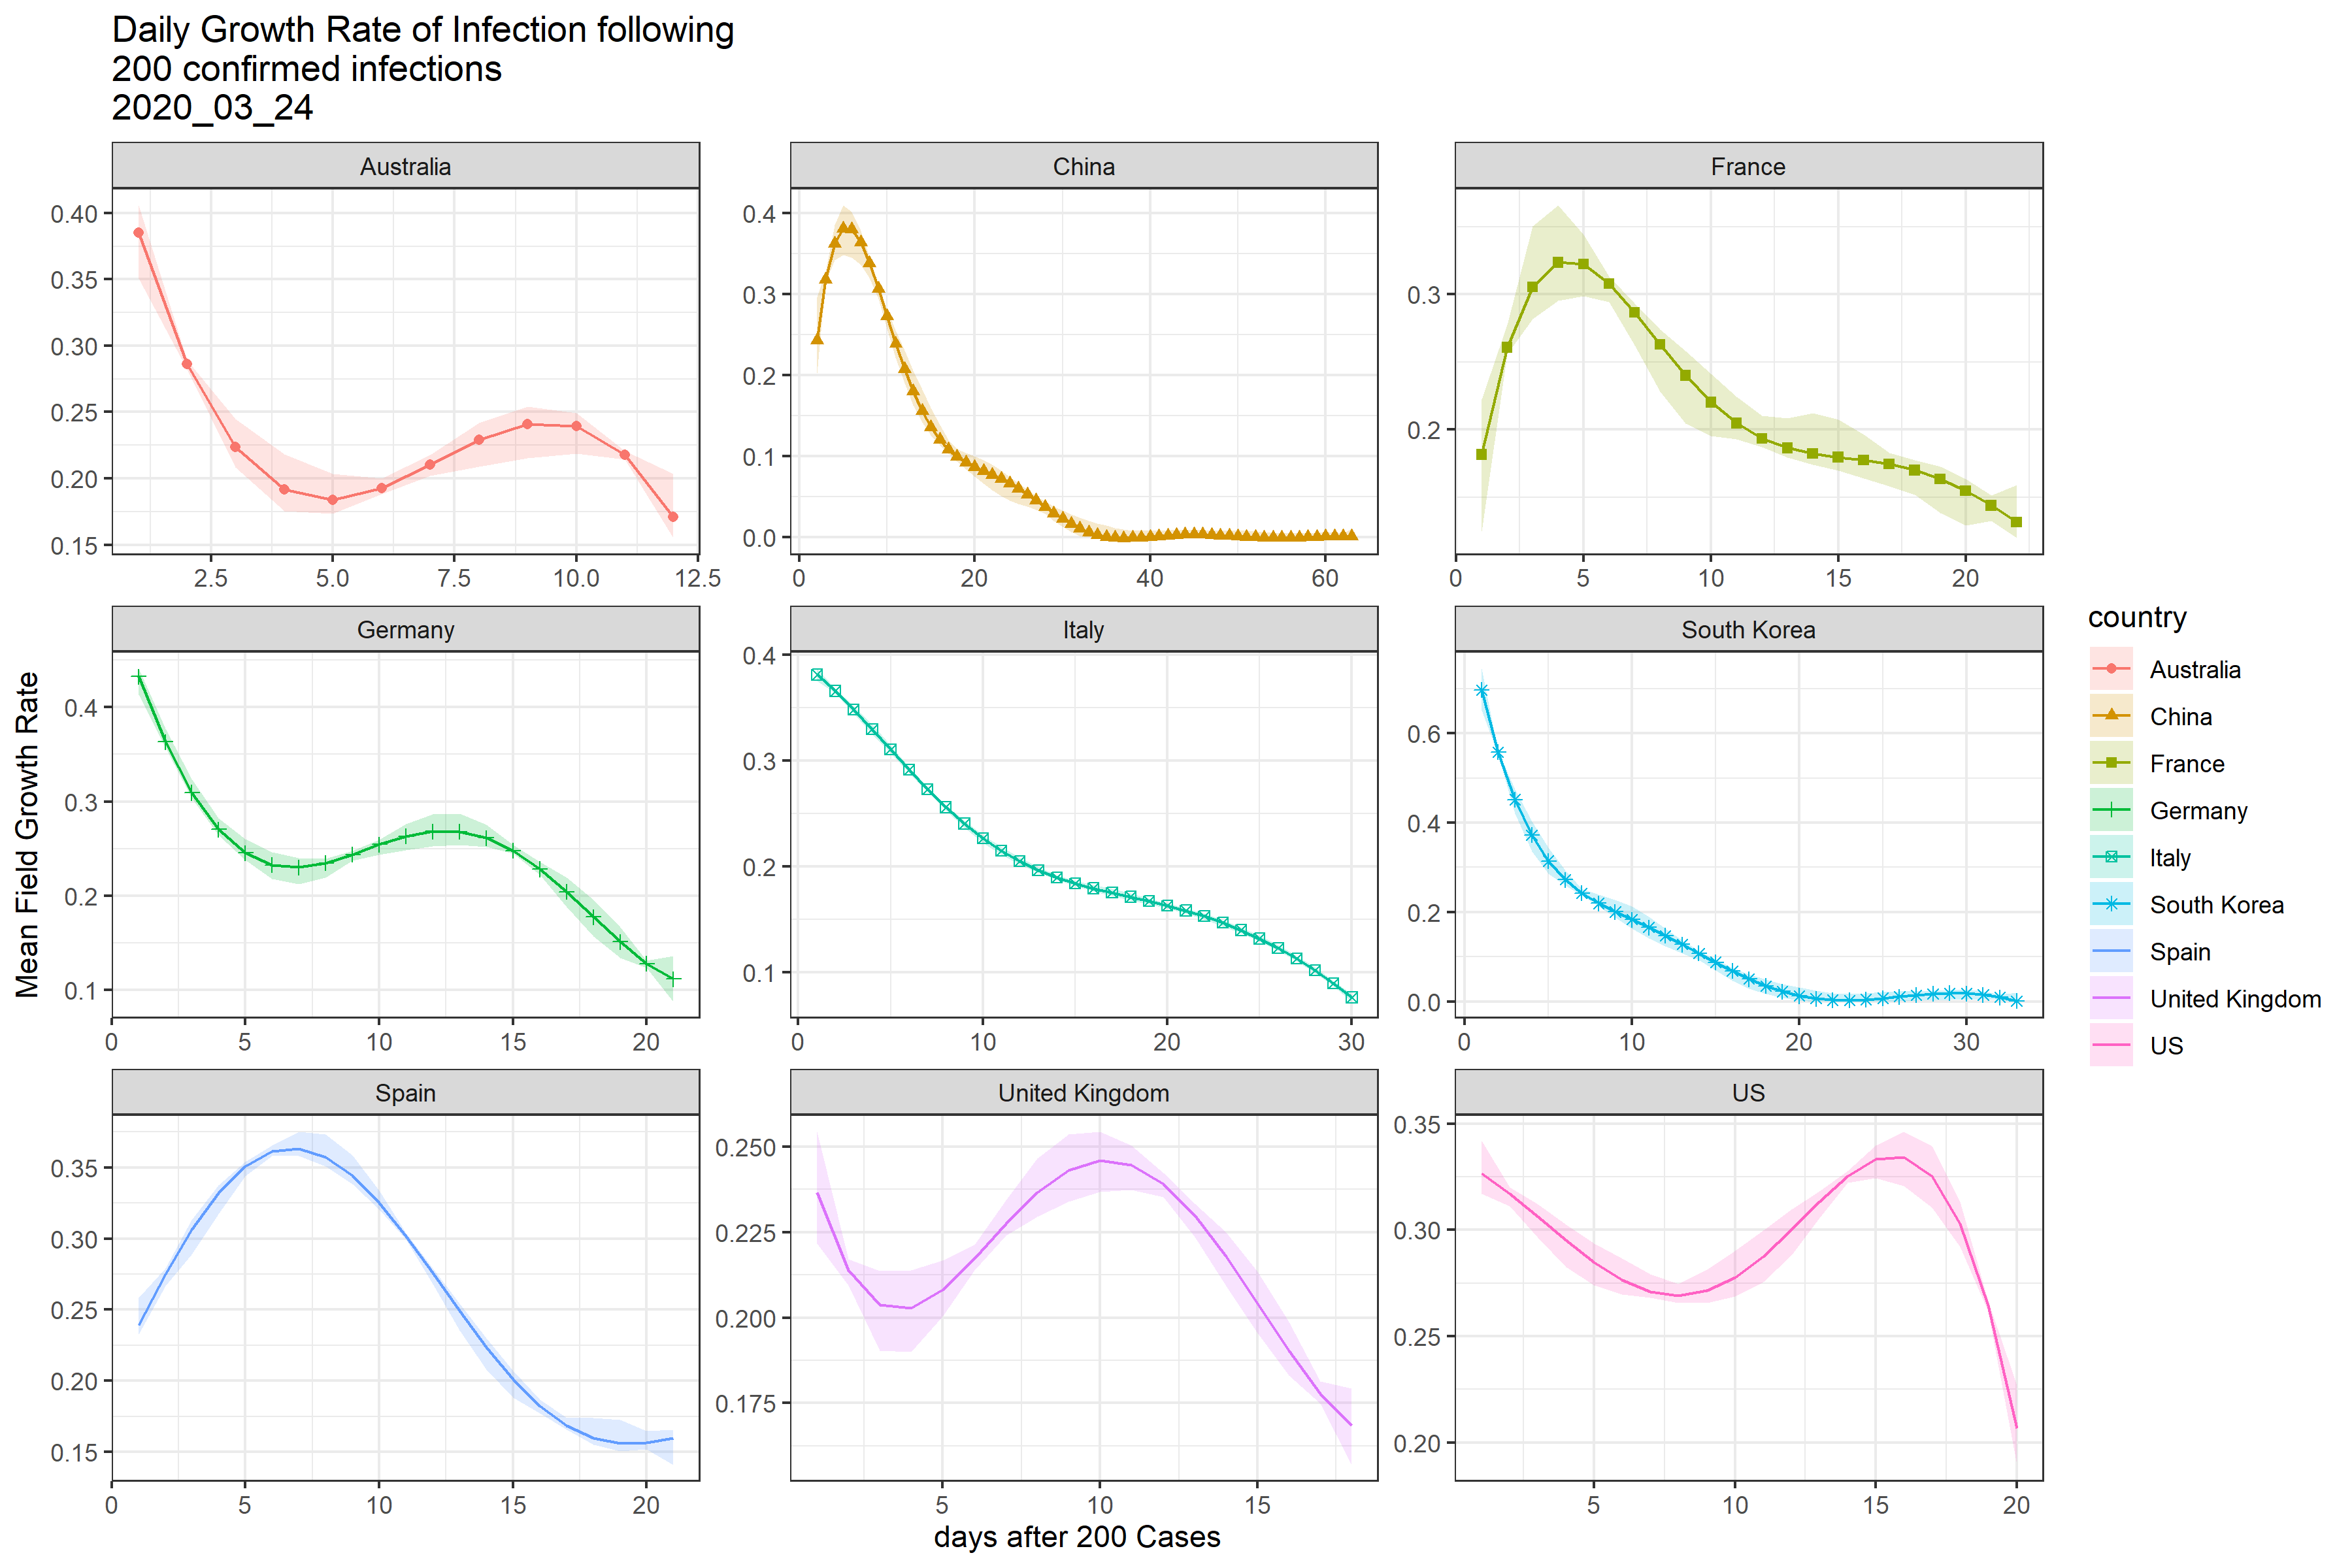 Daily Growth Rate of Infection following
200 confirmed infections
2020_03_24
Australia
0.40
0.35
0.30
0.25
0.20
0.15
2.5 5.0 7.5 10.0 12.5
China
0.4
0.3
0.2
0.1
0.0
0 20 40 60
France
0.3
0.2
0 5 10 15 20
Mean Field Growth Rate
Germany
0.4
0.3
0.2
0.1
0 5 10 15 20
Italy
0.4
0.3
0.2
0.1
0 10 20 30
South Korea
0.6
0.4
0.2
0.0
0 10 20 30
Spain
0.35
0.30
0.25
0.20
0.15
0 5 10 15 20
United Kingdom
0.250
0.225
0.200
0.175
5 10 15
US
0.35
0.30
0.25
0.20
5 10 15 20
days after 200 Cases
country
Australia
China
France
Germany
Italy
South Korea
Spain
United Kingdom
US